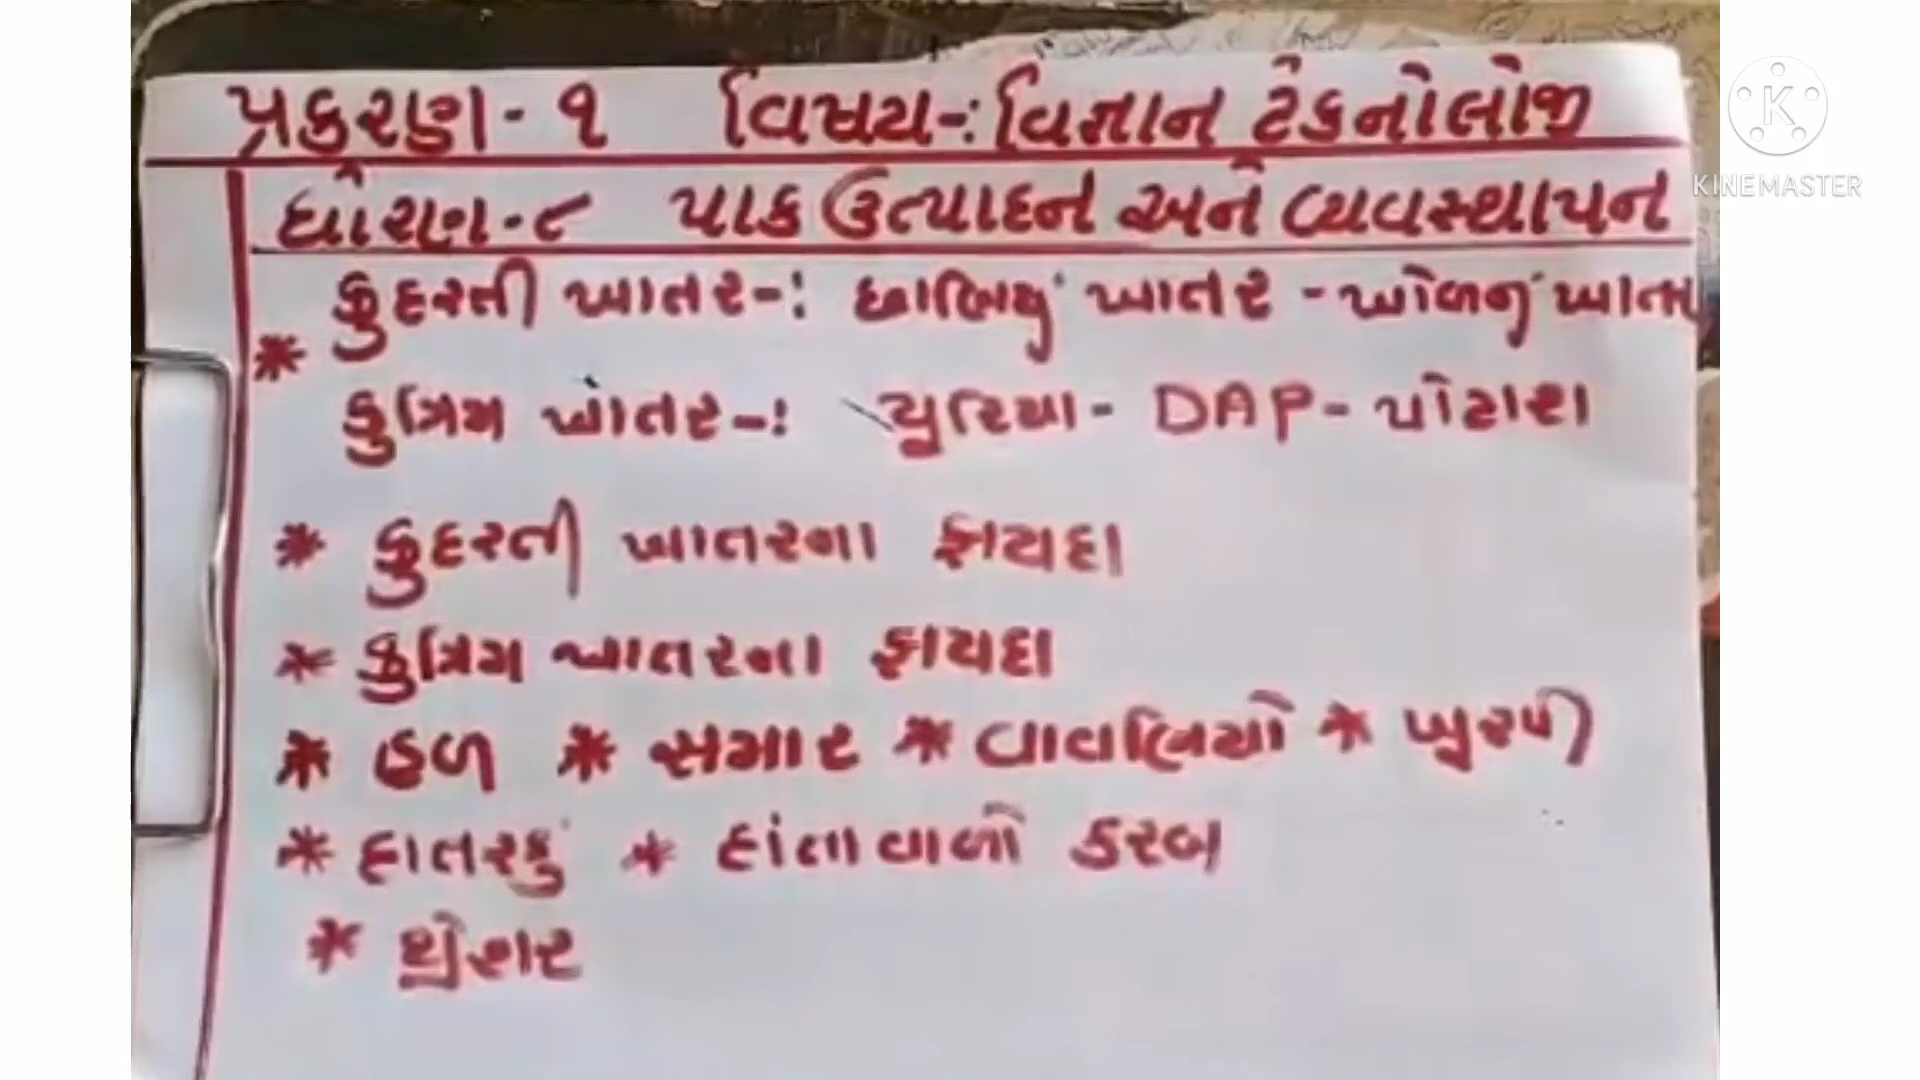 પ્રકરણ - ૧ વિષય-: વિજ્ઞાન ટેકનોલોજી
ધોરણ-૮ પાક ઉત્પાદન અને વ્યવસ્થાપન
* કુદરતી ખાતર-: છાણિયું ખાતર - ખોળનું ખાતર
કૃત્રિમ ખાતર-: યુરિયા - DAP - પોટાશ
* કુદરતી ખાતરના ફાયદા
* કૃત્રિમ ખાતરના ફાયદા
* હળ * સમાર * વાવણિયો * ખુરપી
* દાતરડું * દાંતાવાળો કરબ
* થ્રેશર
KINEMASTER